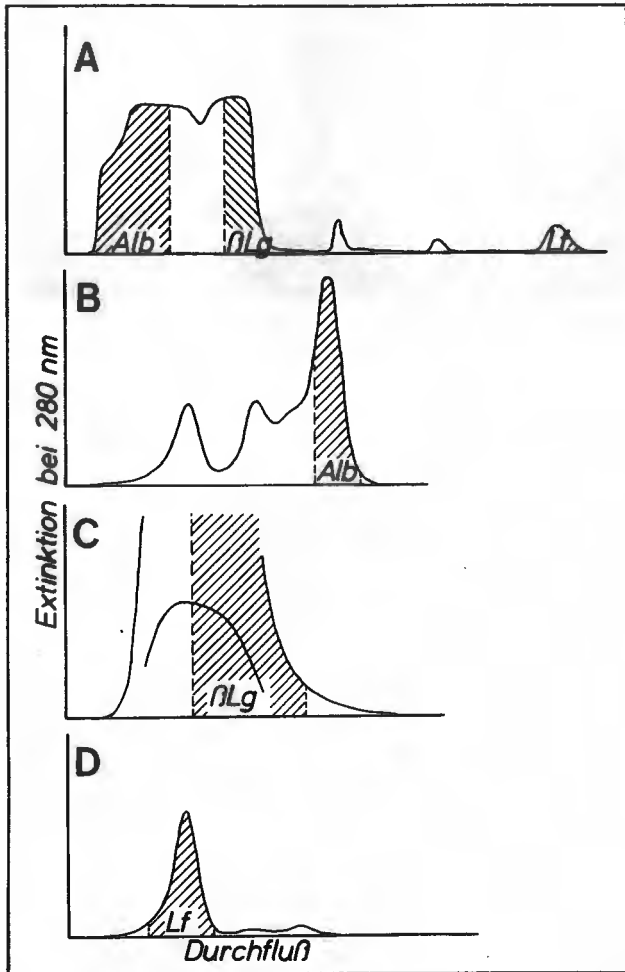 A
Alb
ßLg
Lf
B
Alb
Extinktion bei 280 nm
C
ßLg
D
Lf
Durchfluß